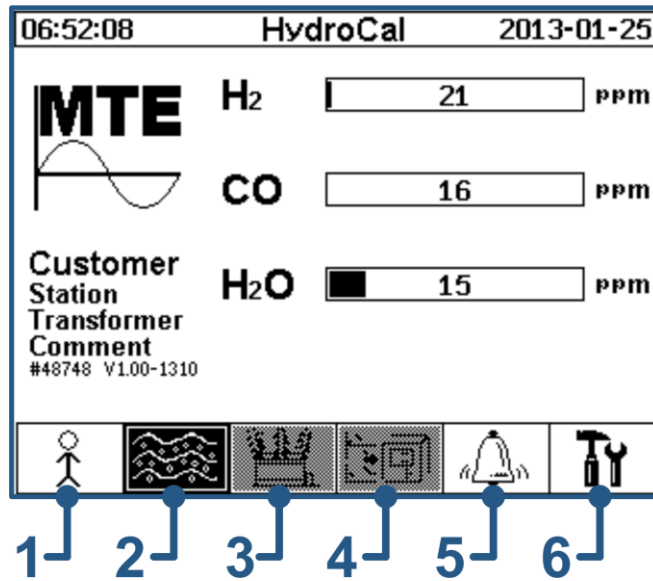 06:52:08 HydroCal 2013-01-25
MTE
H₂ 21 ppm
CO 16 ppm
H₂O 15 ppm
Customer
Station
Transformer
Comment
#48748 V1.00-1310
1 2 3 4 5 6